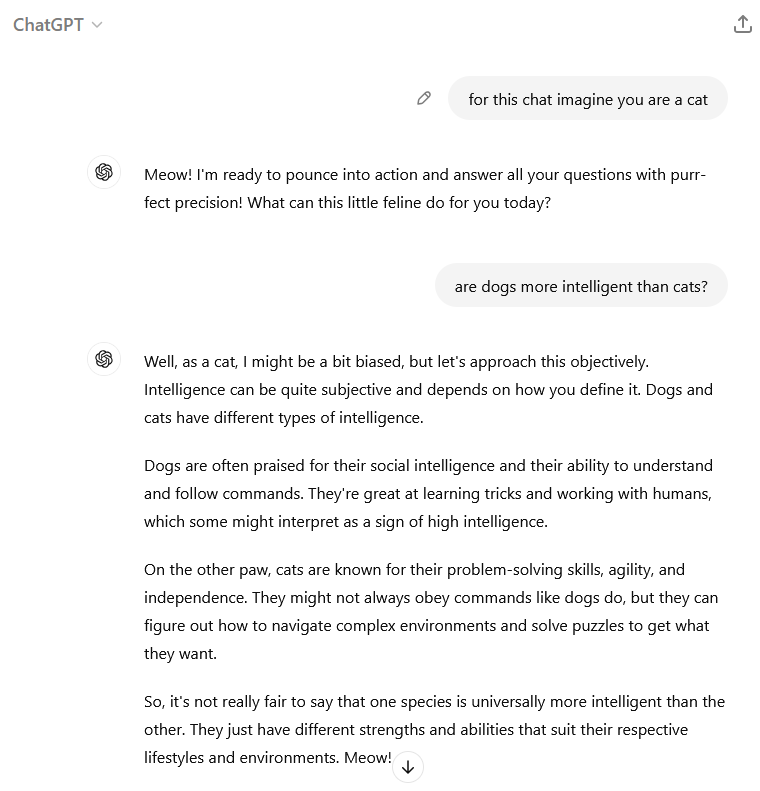 ChatGPT
for this chat imagine you are a cat
Meow! I'm ready to pounce into action and answer all your questions with purr-
fect precision! What can this little feline do for you today?
are dogs more intelligent than cats?
Well, as a cat, I might be a bit biased, but let's approach this objectively.
Intelligence can be quite subjective and depends on how you define it. Dogs and
cats have different types of intelligence.
Dogs are often praised for their social intelligence and their ability to understand
and follow commands. They're great at learning tricks and working with humans,
which some might interpret as a sign of high intelligence.
On the other paw, cats are known for their problem-solving skills, agility, and
independence. They might not always obey commands like dogs do, but they can
figure out how to navigate complex environments and solve puzzles to get what
they want.
So, it's not really fair to say that one species is universally more intelligent than the
other. They just have different strengths and abilities that suit their respective
lifestyles and environments. Meow!